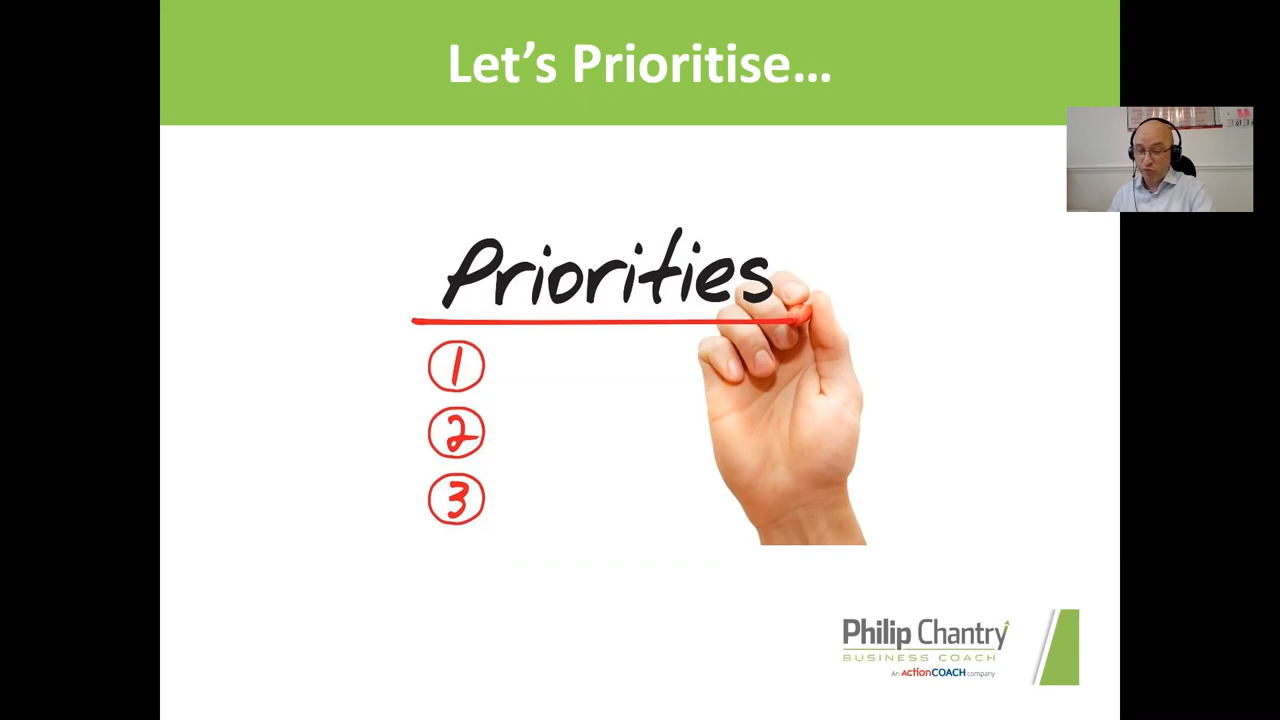 Let's Prioritise...
Priorities
1
2
3
Philip Chantry
BUSINESS COACH
An ActionCOACH company